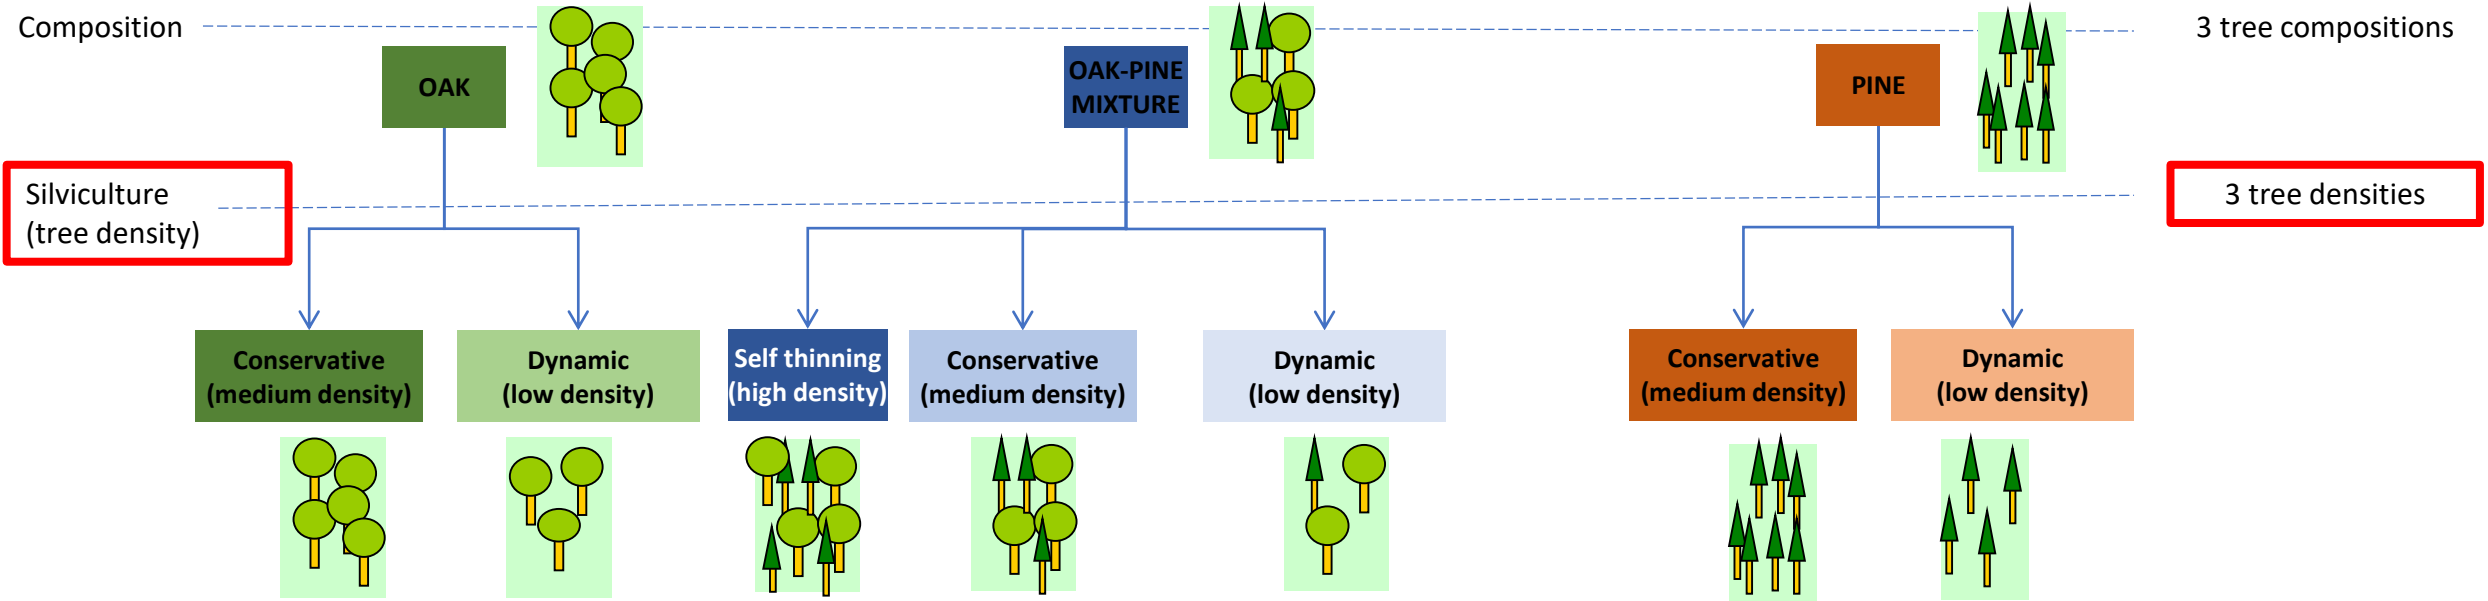 Composition
3 tree compositions
OAK
OAK-PINE
MIXTURE
PINE
Silviculture
(tree density)
3 tree densities
Conservative
(medium density)
Dynamic
(low density)
Self thinning
(high density)
Conservative
(medium density)
Dynamic
(low density)
Conservative
(medium density)
Dynamic
(low density)